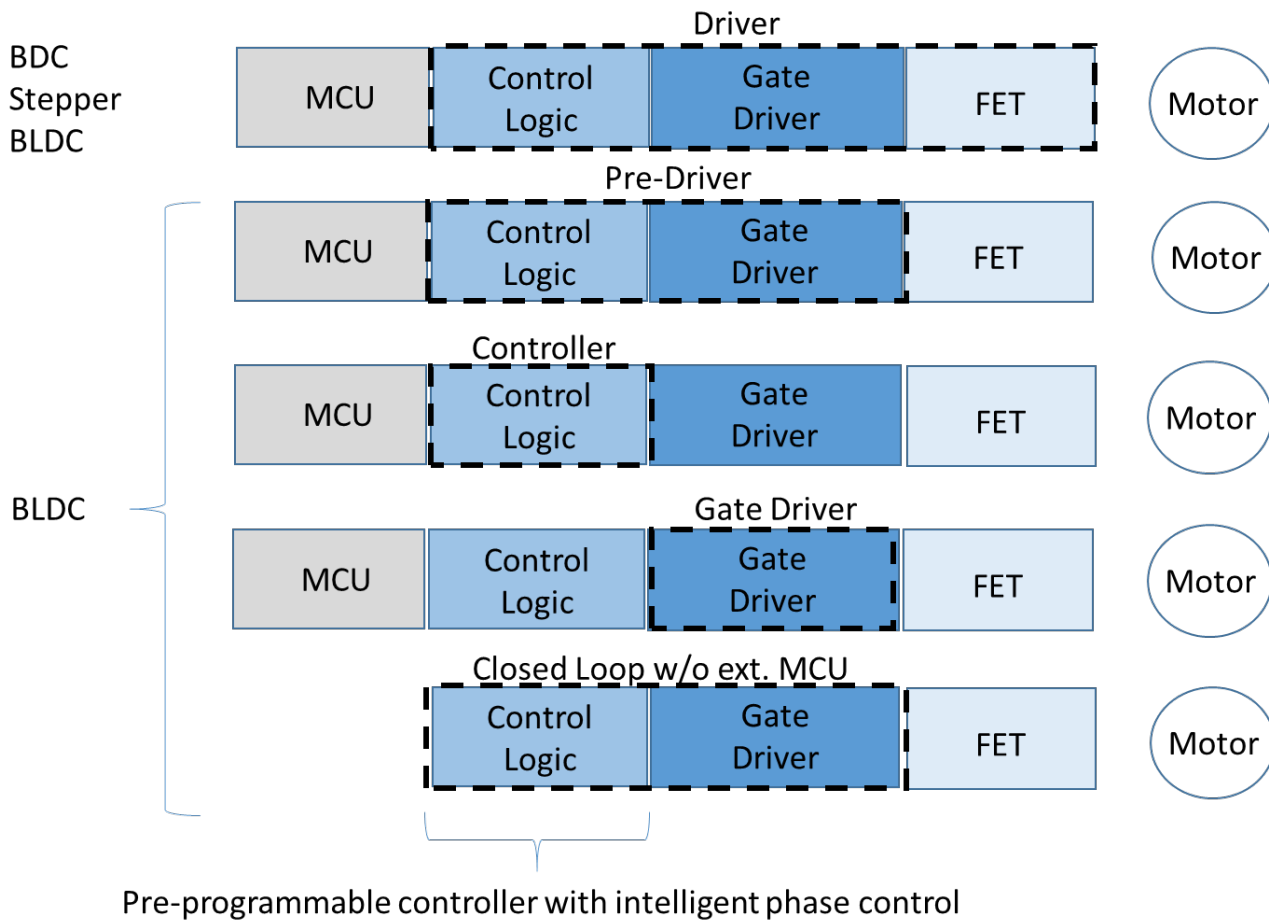 Driver
BDC
Stepper
BLDC
MCU
Control
Logic
Gate
Driver
FET
Motor
Pre-Driver
MCU
Control
Logic
Gate
Driver
FET
Motor
Controller
MCU
Control
Logic
Gate
Driver
FET
Motor
BLDC
Gate Driver
MCU
Control
Logic
Gate
Driver
FET
Motor
Closed Loop w/o ext. MCU
Control
Logic
Gate
Driver
FET
Motor
Pre-programmable controller with intelligent phase control